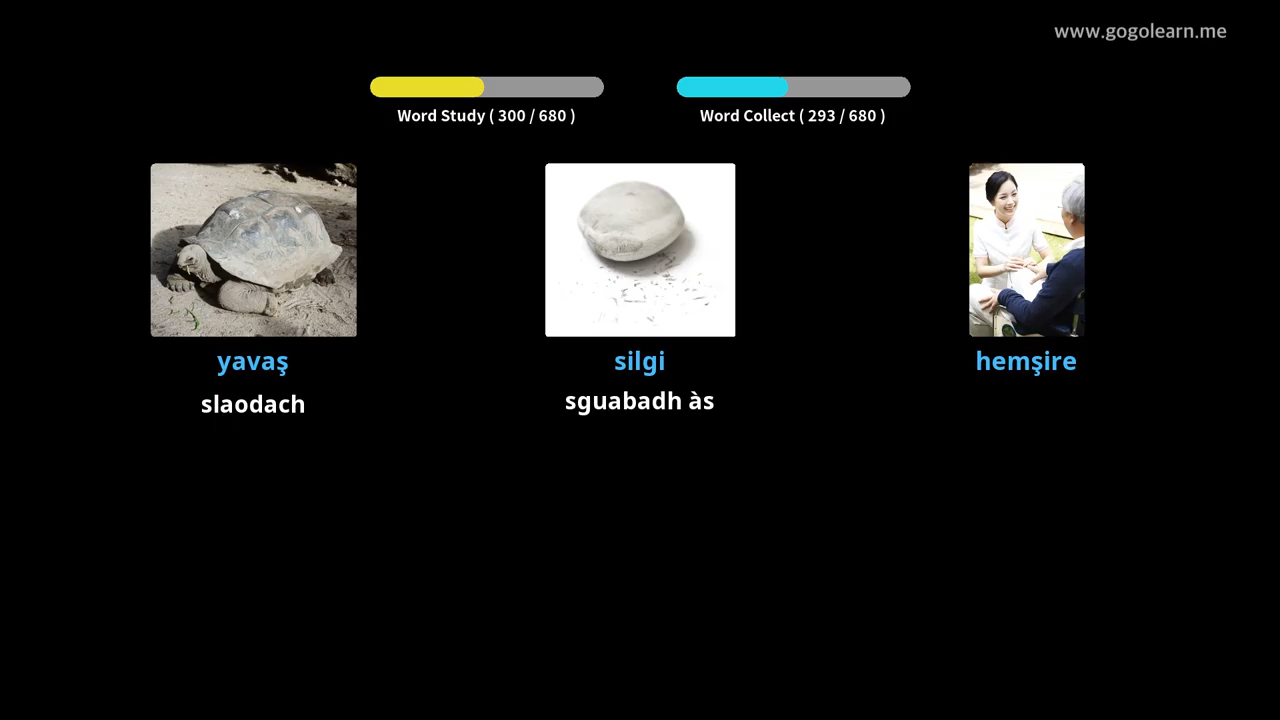 www.gogolearn.me
Word Study ( 300 / 680 )
Word Collect ( 293 / 680 )
yavaş
silgi
hemşire
slaodach
sguabadh às